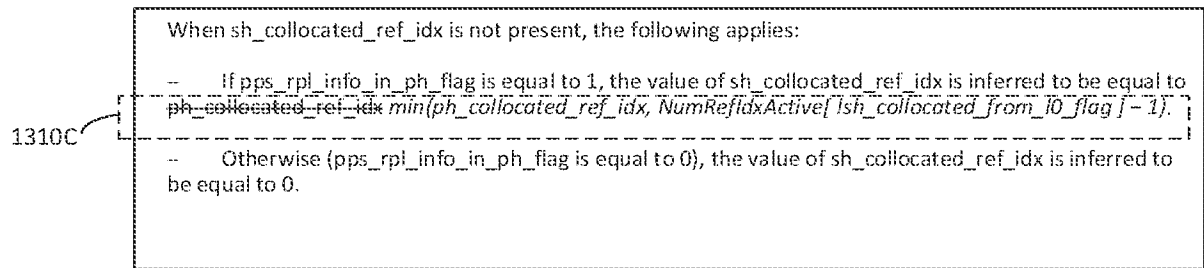 When sh_collocated_ref_idx is not present, the following applies:
– If pps_rpl_info_in_ph_flag is equal to 1, the value of sh_collocated_ref_idx is inferred to be equal to
ph_collocated_ref_idx min(ph_collocated_ref_idx, NumRefIdxActive[ !sh_collocated_from_l0_flag ] – 1).
1310C
– Otherwise (pps_rpl_info_in_ph_flag is equal to 0), the value of sh_collocated_ref_idx is inferred to
be equal to 0.